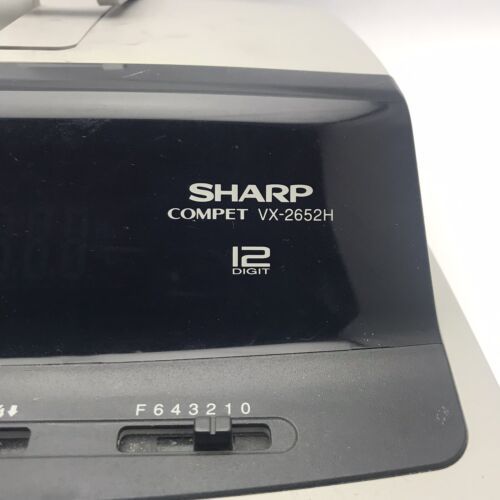 SHARP
COMPET VX-2652H
12
DIGIT
F 6 4 3 2 1 0